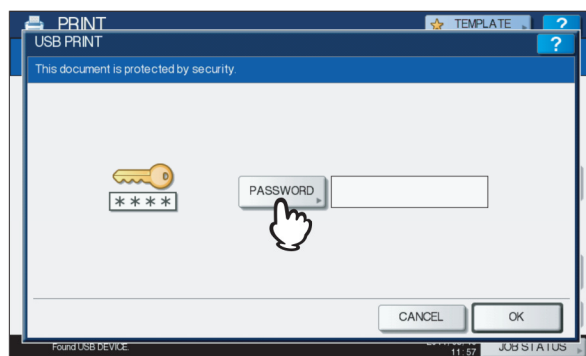 PRINT
TEMPLATE
?
USB PRINT
?
This document is protected by security.
* * * *
PASSWORD
CANCEL
OK
Found USB DEVICE.
11 : 57
JOB STATUS